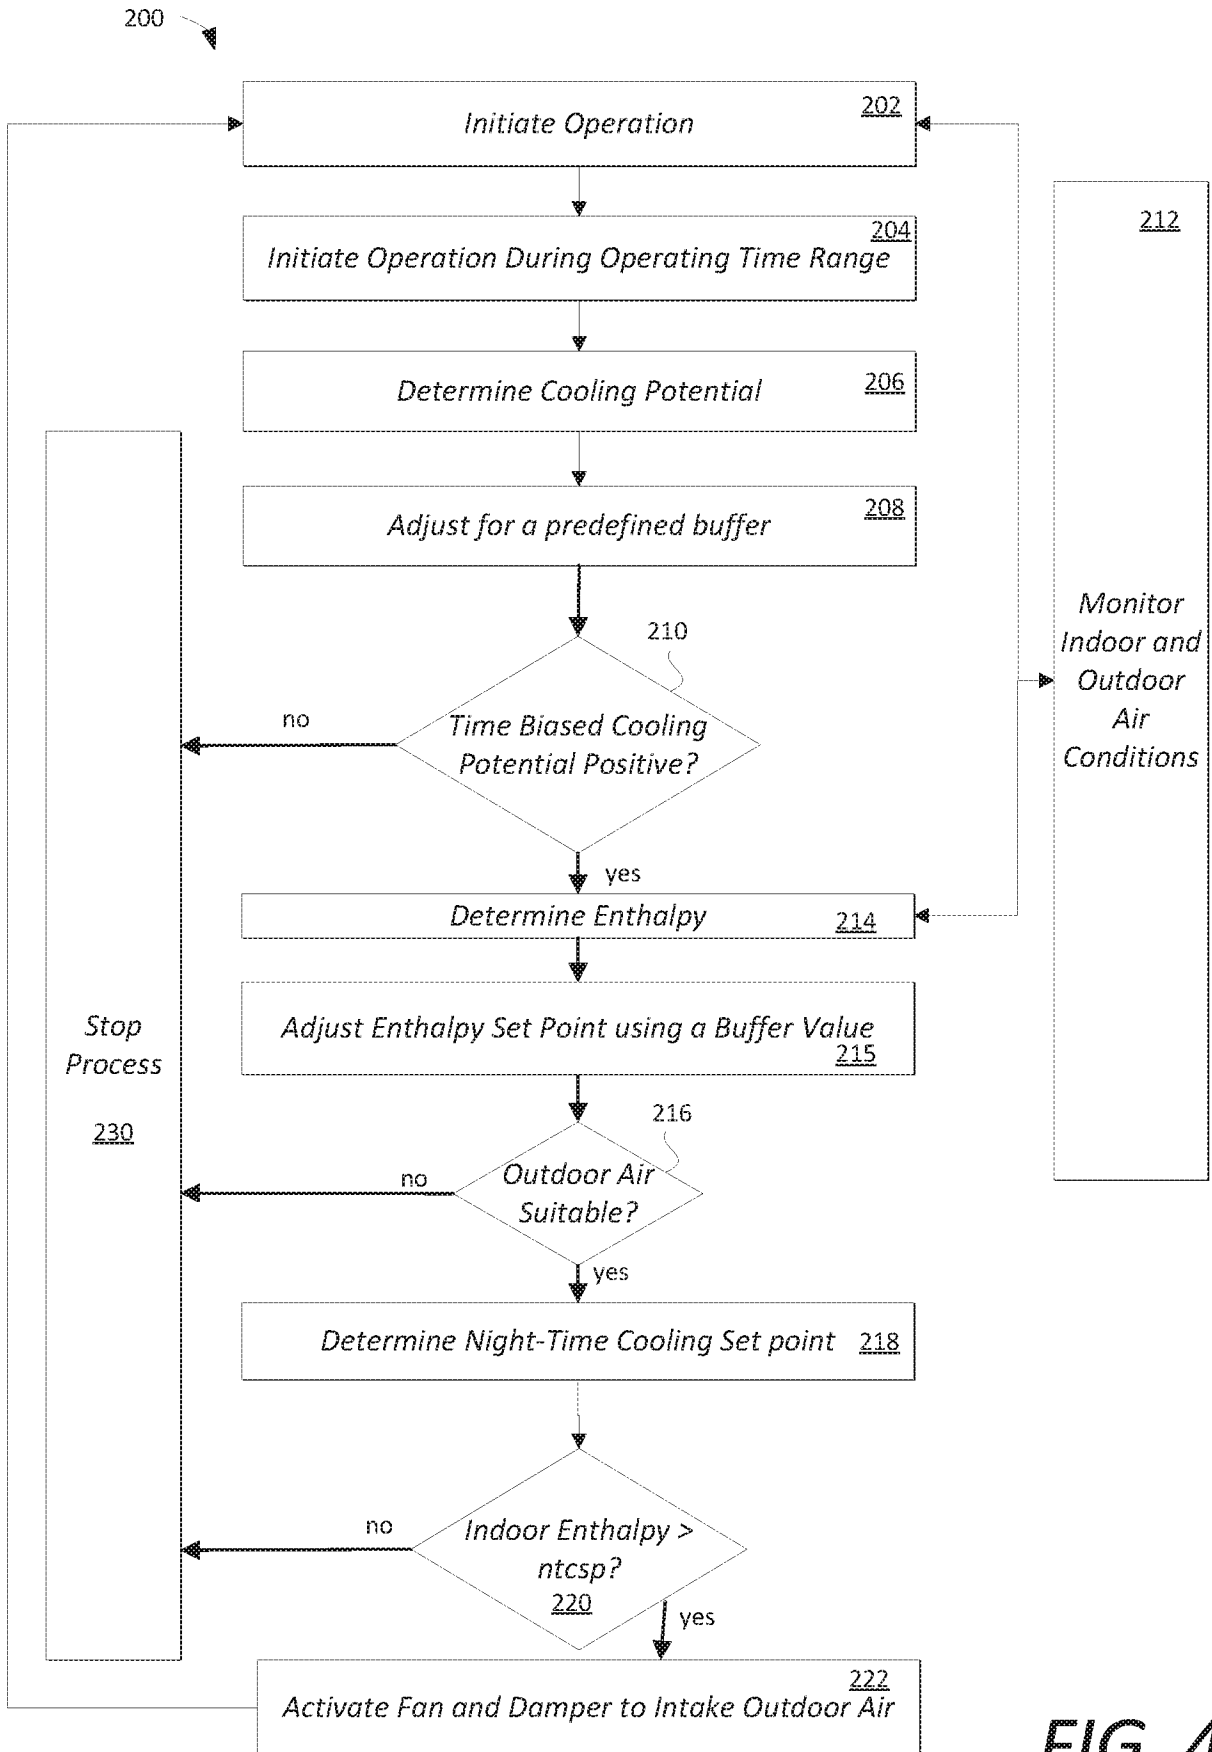 200
202
Initiate Operation
204
Initiate Operation During Operating Time Range
206
Determine Cooling Potential
208
Adjust for a predefined buffer
210
Time Biased Cooling
Potential Positive?
no
yes
212
Monitor
Indoor and
Outdoor
Air
Conditions
Determine Enthalpy
214
Adjust Enthalpy Set Point using a Buffer Value
215
216
Outdoor Air
Suitable?
no
yes
Stop
Process
230
Determine Night-Time Cooling Set point 218
Indoor Enthalpy >
ntcsp?
220
no
yes
222
Activate Fan and Damper to Intake Outdoor Air
FIG. 4